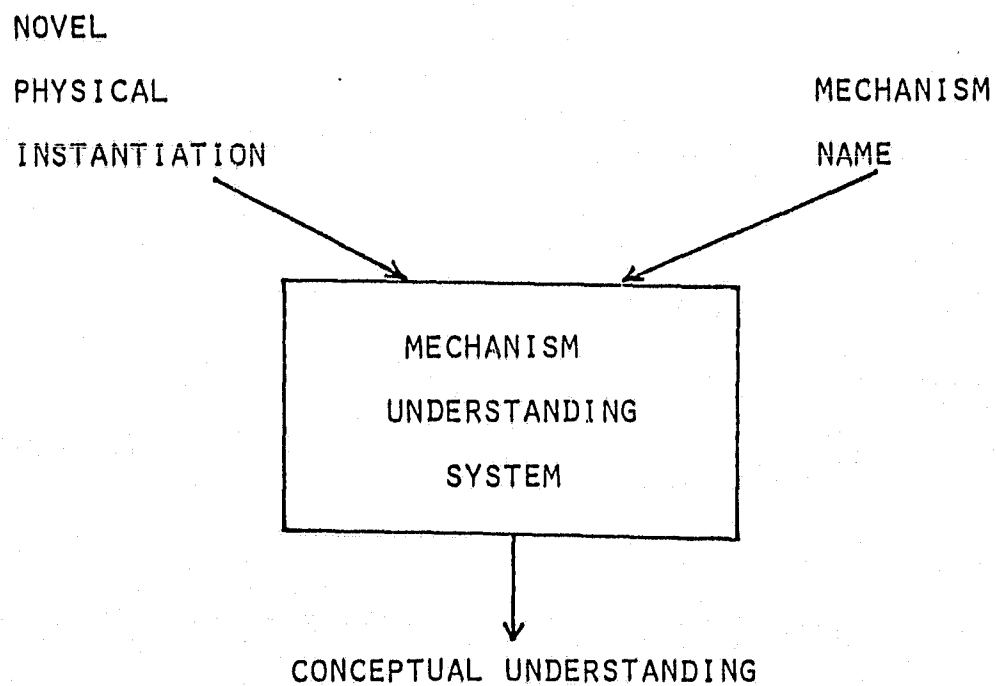 NOVEL
PHYSICAL
INSTANTIATION
MECHANISM
NAME
MECHANISM
UNDERSTANDING
SYSTEM
CONCEPTUAL UNDERSTANDING